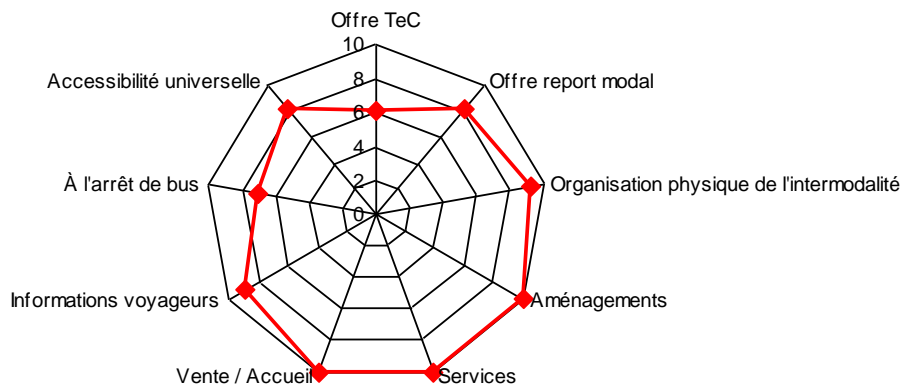 Offre TeC
10
Accessibilité universelle
8
Offre report modal
6
4
À l'arrêt de bus
2
Organisation physique de l'intermodalité
0
Informations voyageurs
Aménagements
Vente / Accueil
Services